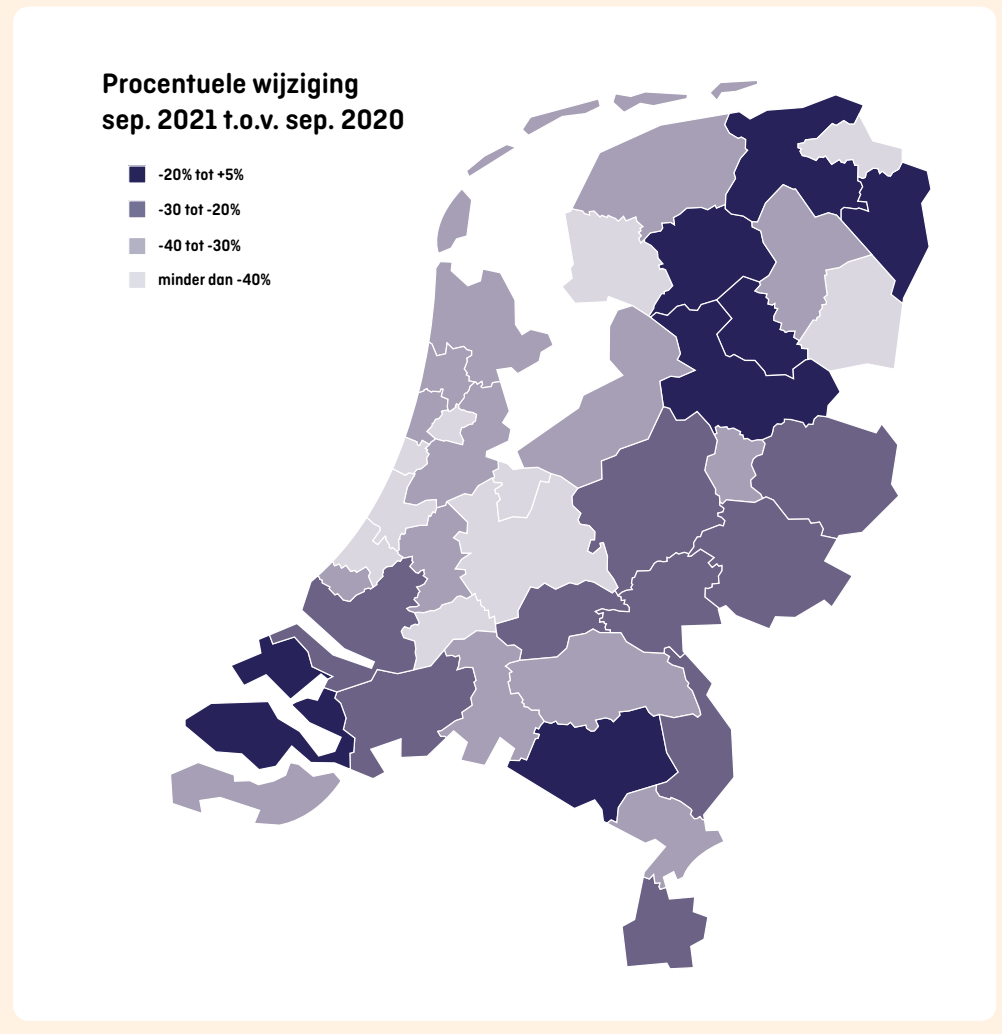 Procentuele wijziging
sep. 2021 t.o.v. sep. 2020
-20% tot +5%
-30 tot -20%
-40 tot -30%
minder dan -40%